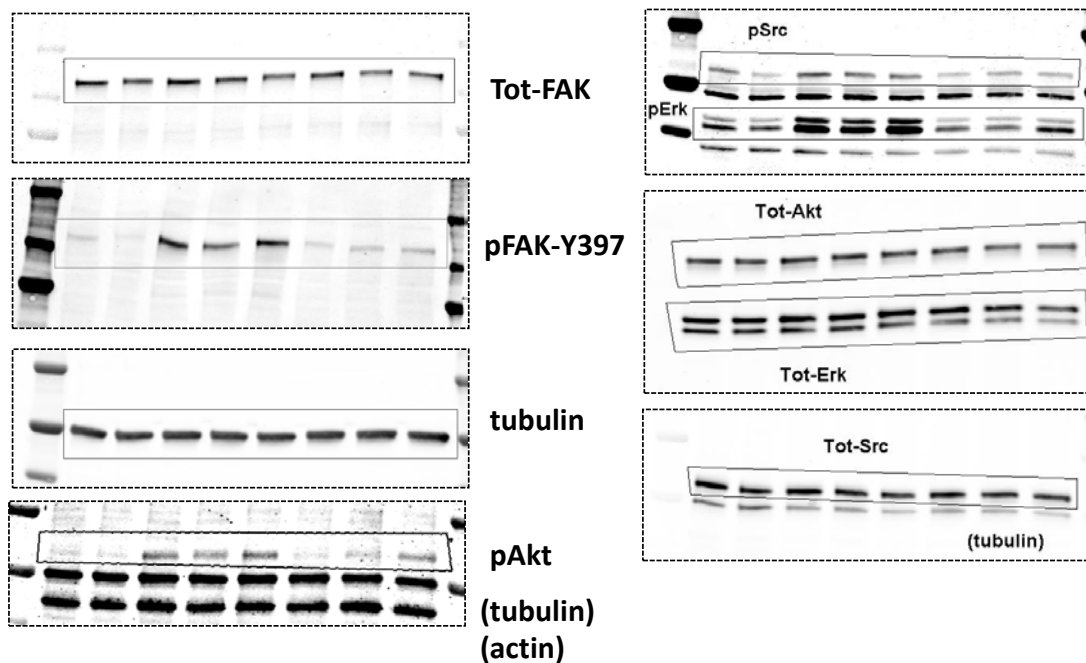 Tot-FAK
pFAK-Y397
tubulin
pAkt
(tubulin)
(actin)
pSrc
pErk
Tot-Akt
Tot-Erk
Tot-Src
(tubulin)